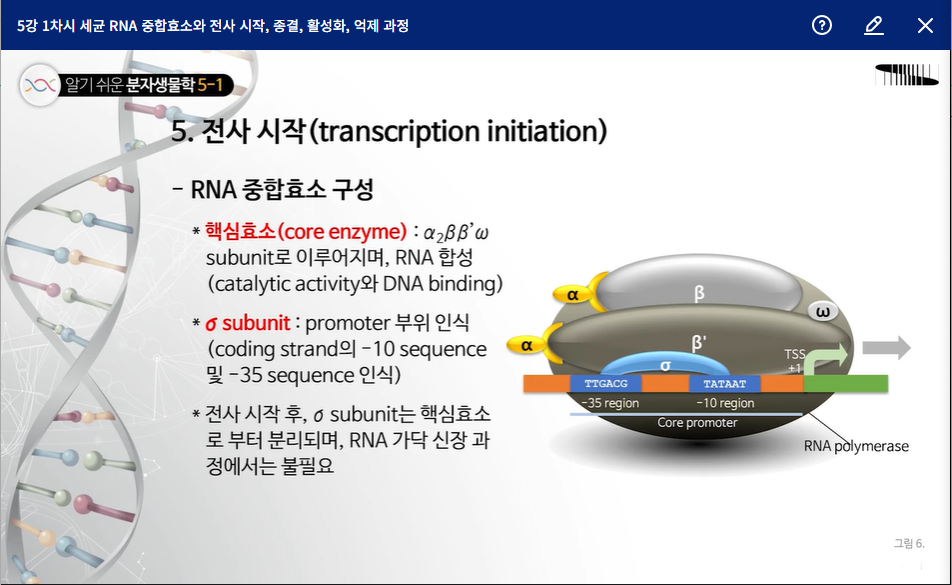 5강 1차시 세균 RNA 중합효소와 전사 시작, 종결, 활성화, 억제 과정
알기 쉬운 분자생물학 5-1
5. 전사 시작(transcription initiation)
- RNA 중합효소 구성
* 핵심효소(core enzyme) : α₂ββ’ω
subunit로 이루어지며, RNA 합성
(catalytic activity와 DNA binding)
* σ subunit : promoter 부위 인식
(coding strand의 -10 sequence
및 -35 sequence 인식)
* 전사 시작 후, σ subunit는 핵심효소
로 부터 분리되며, RNA 가닥 신장 과
정에서는 불필요
α
β
ω
α
β'
σ
TSS
+1
TTGACG
TATAAT
-35 region
-10 region
Core promoter
RNA polymerase
그림 6.